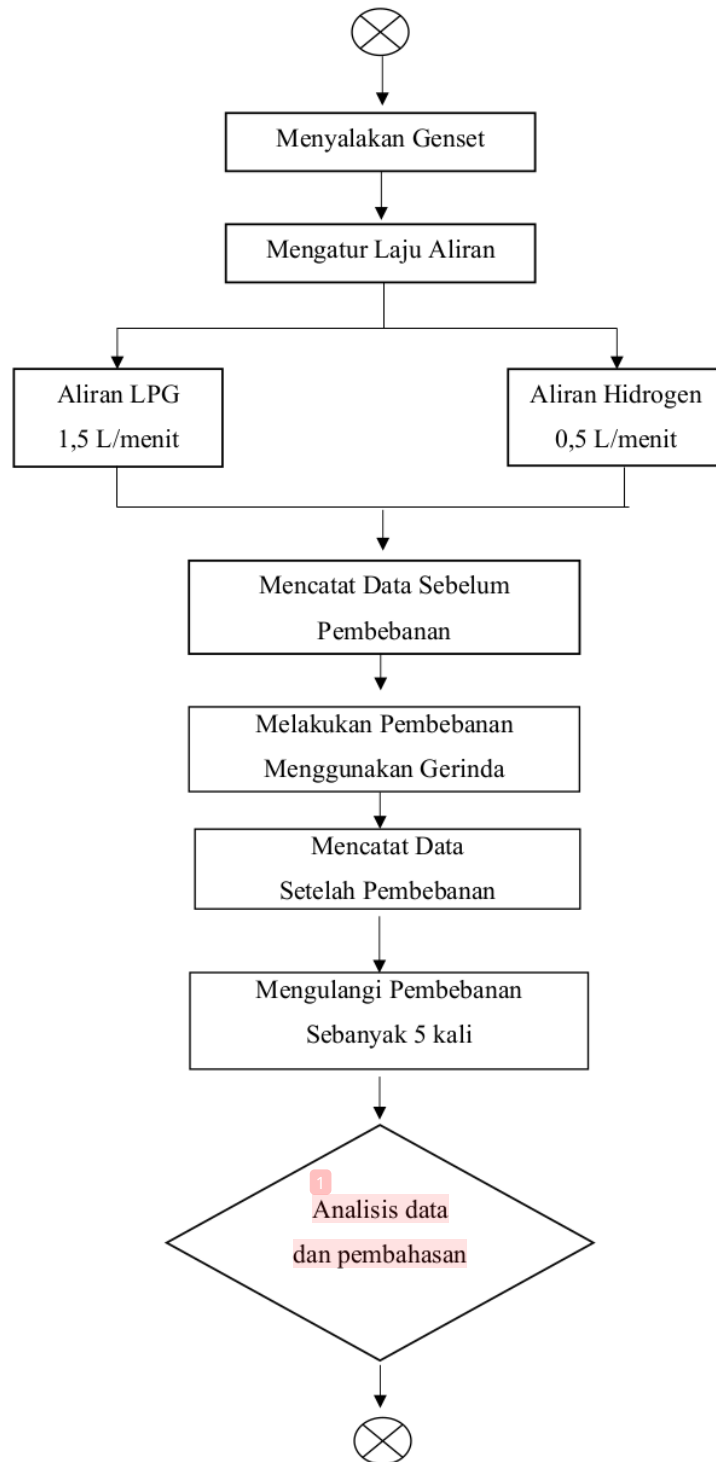 Menyalakan Genset
Mengatur Laju Aliran
Aliran LPG
1,5 L/menit
Aliran Hidrogen
0,5 L/menit
Mencatat Data Sebelum
Pembebanan
Melakukan Pembebanan
Menggunakan Gerinda
Mencatat Data
Setelah Pembebanan
Mengulangi Pembebanan
Sebanyak 5 kali
1
Analisis data
dan pembahasan